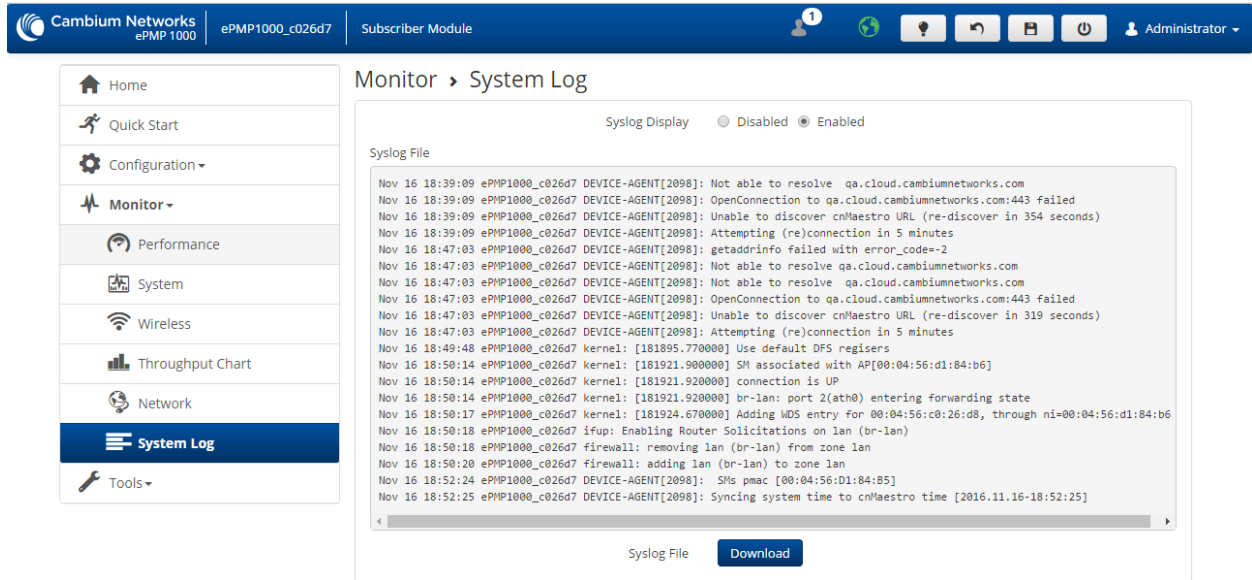 Cambium Networks
ePMP 1000
ePMP1000_c026d7
Subscriber Module
1
Administrator
Home
Quick Start
Configuration
Monitor
Performance
System
Wireless
Throughput Chart
Network
System Log
Tools
Monitor > System Log
Syslog Display Disabled Enabled
Syslog File
Nov 16 18:39:09 ePMP1000_c026d7 DEVICE-AGENT[2098]: Not able to resolve qa.cloud.cambiumnetworks.com
Nov 16 18:39:09 ePMP1000_c026d7 DEVICE-AGENT[2098]: OpenConnection to qa.cloud.cambiumnetworks.com:443 failed
Nov 16 18:39:09 ePMP1000_c026d7 DEVICE-AGENT[2098]: Unable to discover cnMaestro URL (re-discover in 354 seconds)
Nov 16 18:39:09 ePMP1000_c026d7 DEVICE-AGENT[2098]: Attempting (re)connection in 5 minutes
Nov 16 18:47:03 ePMP1000_c026d7 DEVICE-AGENT[2098]: getaddrinfo failed with error_code=-2
Nov 16 18:47:03 ePMP1000_c026d7 DEVICE-AGENT[2098]: Not able to resolve qa.cloud.cambiumnetworks.com
Nov 16 18:47:03 ePMP1000_c026d7 DEVICE-AGENT[2098]: Not able to resolve  qa.cloud.cambiumnetworks.com
Nov 16 18:47:03 ePMP1000_c026d7 DEVICE-AGENT[2098]: OpenConnection to qa.cloud.cambiumnetworks.com:443 failed
Nov 16 18:47:03 ePMP1000_c026d7 DEVICE-AGENT[2098]: Unable to discover cnMaestro URL (re-discover in 319 seconds)
Nov 16 18:47:03 ePMP1000_c026d7 DEVICE-AGENT[2098]: Attempting (re)connection in 5 minutes
Nov 16 18:49:48 ePMP1000_c026d7 kernel: [181895.770000] Use default DFS regisers
Nov 16 18:50:14 ePMP1000_c026d7 kernel: [181921.900000] SM associated with AP[00:04:56:d1:84:b6]
Nov 16 18:50:14 ePMP1000_c026d7 kernel: [181921.920000] connection is UP
Nov 16 18:50:14 ePMP1000_c026d7 kernel: [181921.920000] br-lan: port 2(ath0) entering forwarding state
Nov 16 18:50:17 ePMP1000_c026d7 kernel: [181924.670000] Adding WDS entry for 00:04:56:c0:26:d8, through ni=00:04:56:d1:84:b6
Nov 16 18:50:18 ePMP1000_c026d7 ifup: Enabling Router Solicitations on lan (br-lan)
Nov 16 18:50:18 ePMP1000_c026d7 firewall: removing lan (br-lan) from zone lan
Nov 16 18:50:20 ePMP1000_c026d7 firewall: adding lan (br-lan) to zone lan
Nov 16 18:52:24 ePMP1000_c026d7 DEVICE-AGENT[2098]:  SMs pmac [00:04:56:D1:84:B5]
Nov 16 18:52:25 ePMP1000_c026d7 DEVICE-AGENT[2098]: Syncing system time to cnMaestro time [2016.11.16-18:52:25]
Syslog File Download